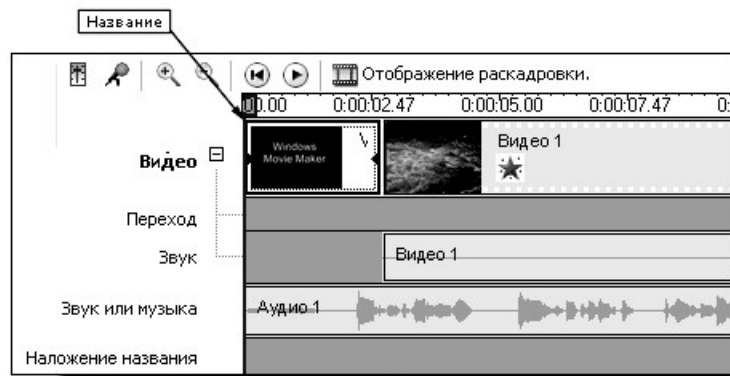 Название
Отображение раскадровки.
00.00 0:00:02.47 0:00:05.00 0:00:07.47 0:
Windows
Movie Maker
Видео 1
Видео
Переход
Звук
Видео 1
Звук или музыка
Аудио 1
Наложение названия